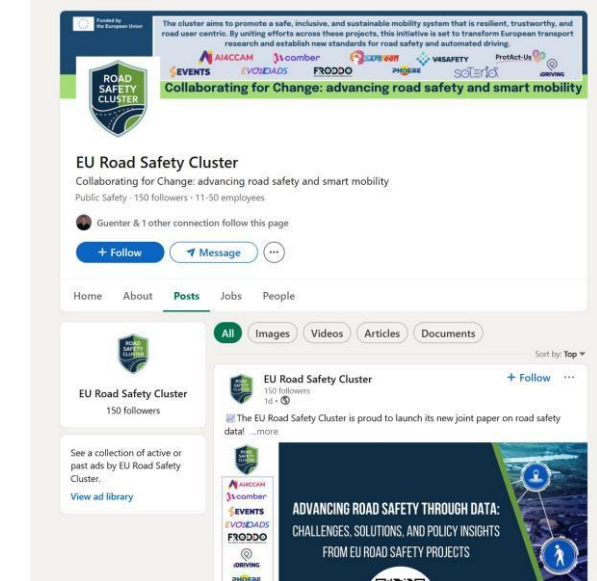 Funded by
the European Union
The cluster aims to promote a safe, inclusive, and sustainable mobility system that is resilient, trustworthy, and
road user centric. By uniting efforts across these projects, this initiative is set to transform European transport
research and establish new standards for road safety and automated driving.
AI4CCAM
V4SAFETY
ProtAct-Us
EVENTS
EVOROADS
FRODDO
PHOEBE
SOTERIA
iDRIVING
ROAD
SAFETY
CLUSTER
Collaborating for Change: advancing road safety and smart mobility
EU Road Safety Cluster
Collaborating for Change: advancing road safety and smart mobility
Public Safety · 150 followers · 11-50 employees
Guenter & 1 other connection follow this page
+ Follow
Message
Home About Posts Jobs People
All Images Videos Articles Documents
Sort by: Top
ROAD
SAFETY
CLUSTER
EU Road Safety Cluster
150 followers
See a collection of active or
past ads by EU Road Safety
Cluster.
View ad library
EU Road Safety Cluster
150 followers
1d •
+ Follow
The EU Road Safety Cluster is proud to launch its new joint paper on road safety
data! ...more
AI4CCAM
EVENTS
EVOROADS
FRODDO
iDRIVING
PHOEBE
ADVANCING ROAD SAFETY THROUGH DATA:
CHALLENGES, SOLUTIONS, AND POLICY INSIGHTS
FROM EU ROAD SAFETY PROJECTS